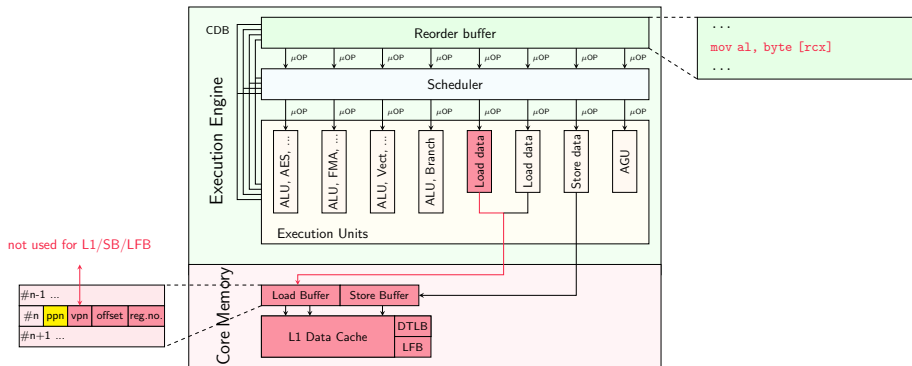 CDB
Reorder buffer
...
mov al, byte [rcx]
...
μOP μOP μOP μOP μOP μOP μOP μOP
Scheduler
μOP μOP μOP μOP μOP μOP μOP μOP
Execution Engine
ALU, AES, ...
ALU, FMA, ...
ALU, Vect, ...
ALU, Branch
Load data
Load data
Store data
AGU
Execution Units
not used for L1/SB/LFB
#n-1 ...
#n ppn vpn offset reg.no.
#n+1 ...
Core Memory
Load Buffer Store Buffer
L1 Data Cache
DTLB
LFB